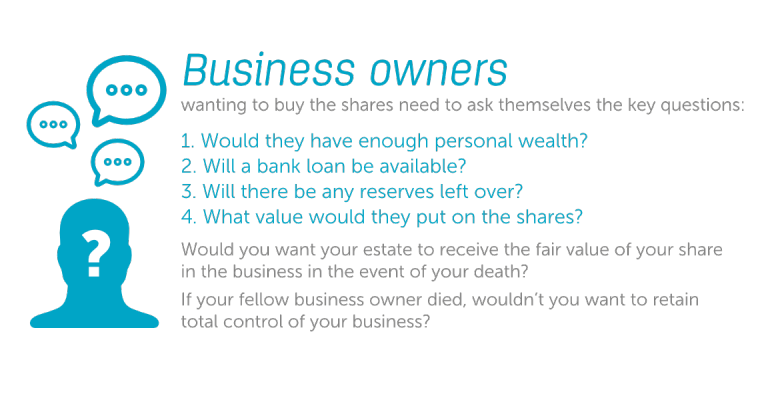 Business owners
wanting to buy the shares need to ask themselves the key questions:
1. Would they have enough personal wealth?
2. Will a bank loan be available?
3. Will there be any reserves left over?
4. What value would they put on the shares?
Would you want your estate to receive the fair value of your share
in the business in the event of your death?
If your fellow business owner died, wouldn’t you want to retain
total control of your business?
?